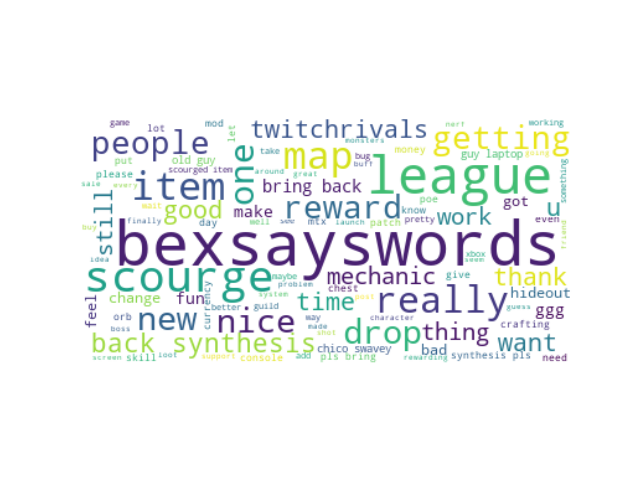 game lot mod let twitchrivals nerf working
people old guy take monsters map money getting going
put scourged item one around great bug buff guy laptop something
please item bring back league
sale every still wait good make reward know poe work got u
finally day well see mtx launch patch pretty even
buy bexsayswords friend
idea maybe xbox seem
scourge mechanic give thank
feel change fun currency system problem time chest post really hideout
orb new better guild nice made character drop thing guess ggg
boss shot crafting
back synthesis chico swavey bad want
screen skill loot support console add pls bring rewarding synthesis pls need